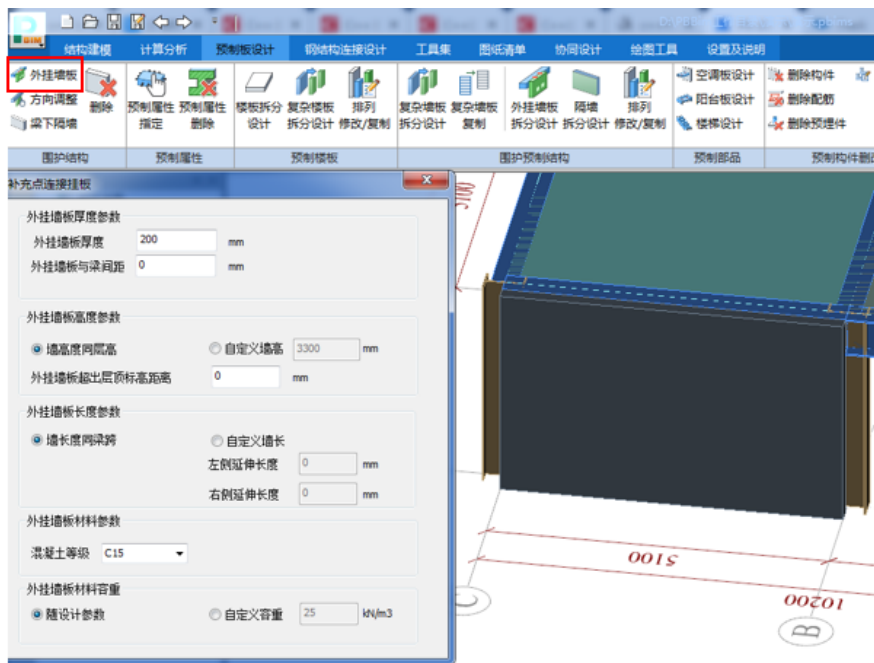 BIM
.pbims
结构建模 计算分析 预制板设计 钢结构连接设计 工具集 图纸清单 协同设计 绘图工具 设置及说明
外挂墙板
方向调整
梁下隔墙
删除
预制属性指定
预制属性删除
楼板拆分设计
复杂楼板拆分设计
排列修改/复制
复杂墙板拆分设计
复杂墙板复制
外挂墙板拆分设计
隔墙拆分设计
排列修改/复制
空调板设计
阳台板设计
楼梯设计
删除构件
删除配筋
删除预埋件
围护结构 预制属性 预制楼板 围护预制结构 预制部品 预制构件删改
补充点连接挂板
外挂墙板厚度参数
外挂墙板厚度 200 mm
外挂墙板与梁间距 0 mm
外挂墙板高度参数
墙高度同层高 自定义墙高 3300 mm
外挂墙板超出层顶标高距离 0 mm
外挂墙板长度参数
墙长度同梁跨 自定义墙长
左侧延伸长度 0 mm
右侧延伸长度 0 mm
外挂墙板材料参数
混凝土等级 C15
外挂墙板材料容重
随设计参数 自定义容重 25 kN/m3
5100
5100
10200
C
B